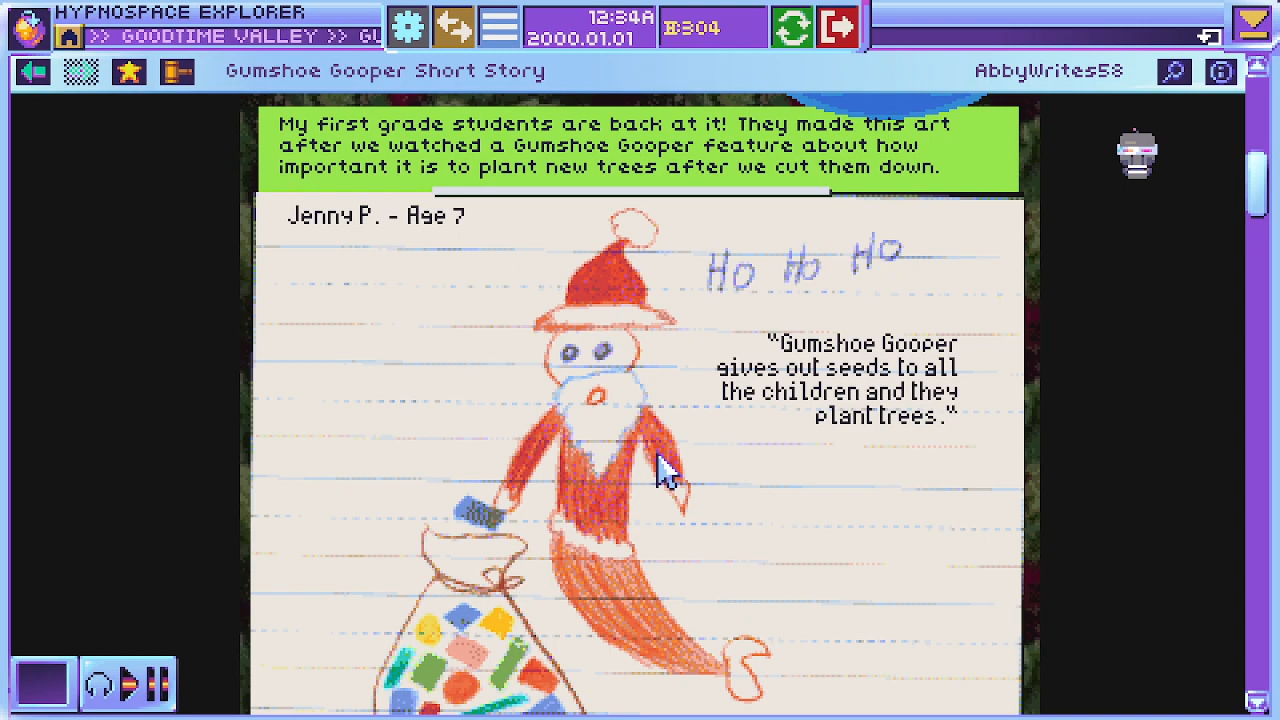 HYPNOSPACE EXPLORER
>> GOODTIME VALLEY >> GU
12:34A
2000.01.01
304
Gumshoe Gooper Short Story
AbbyWrites58
My first grade students are back at it! They made this art
after we watched a Gumshoe Gooper feature about how
important it is to plant new trees after we cut them down.
Jenny P. - Age 7
HO HO HO
"Gumshoe Gooper
gives out seeds to all
the children and they
plant trees."